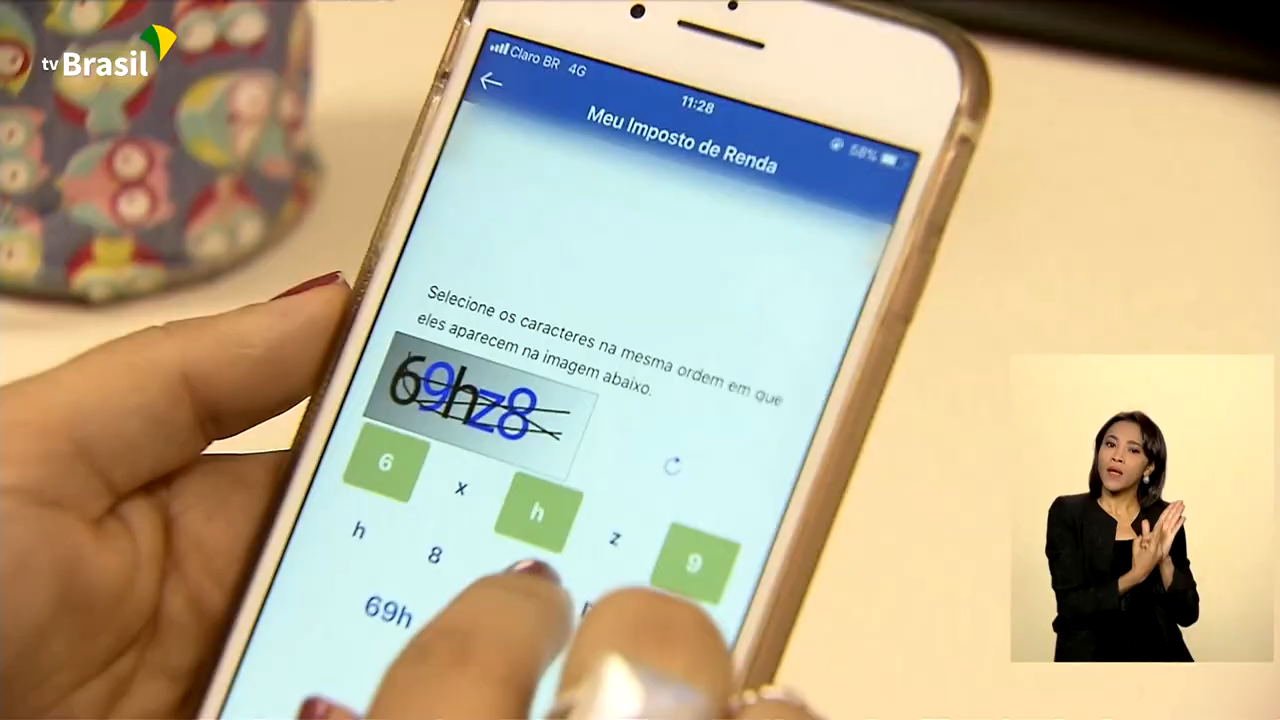 tv Brasil
Claro BR 4G
11:28
58%
Meu Imposto de Renda
Selecione os caracteres na mesma ordem em que
eles aparecem na imagem abaixo.
69hz8
6 x h z 9
h 8
69h